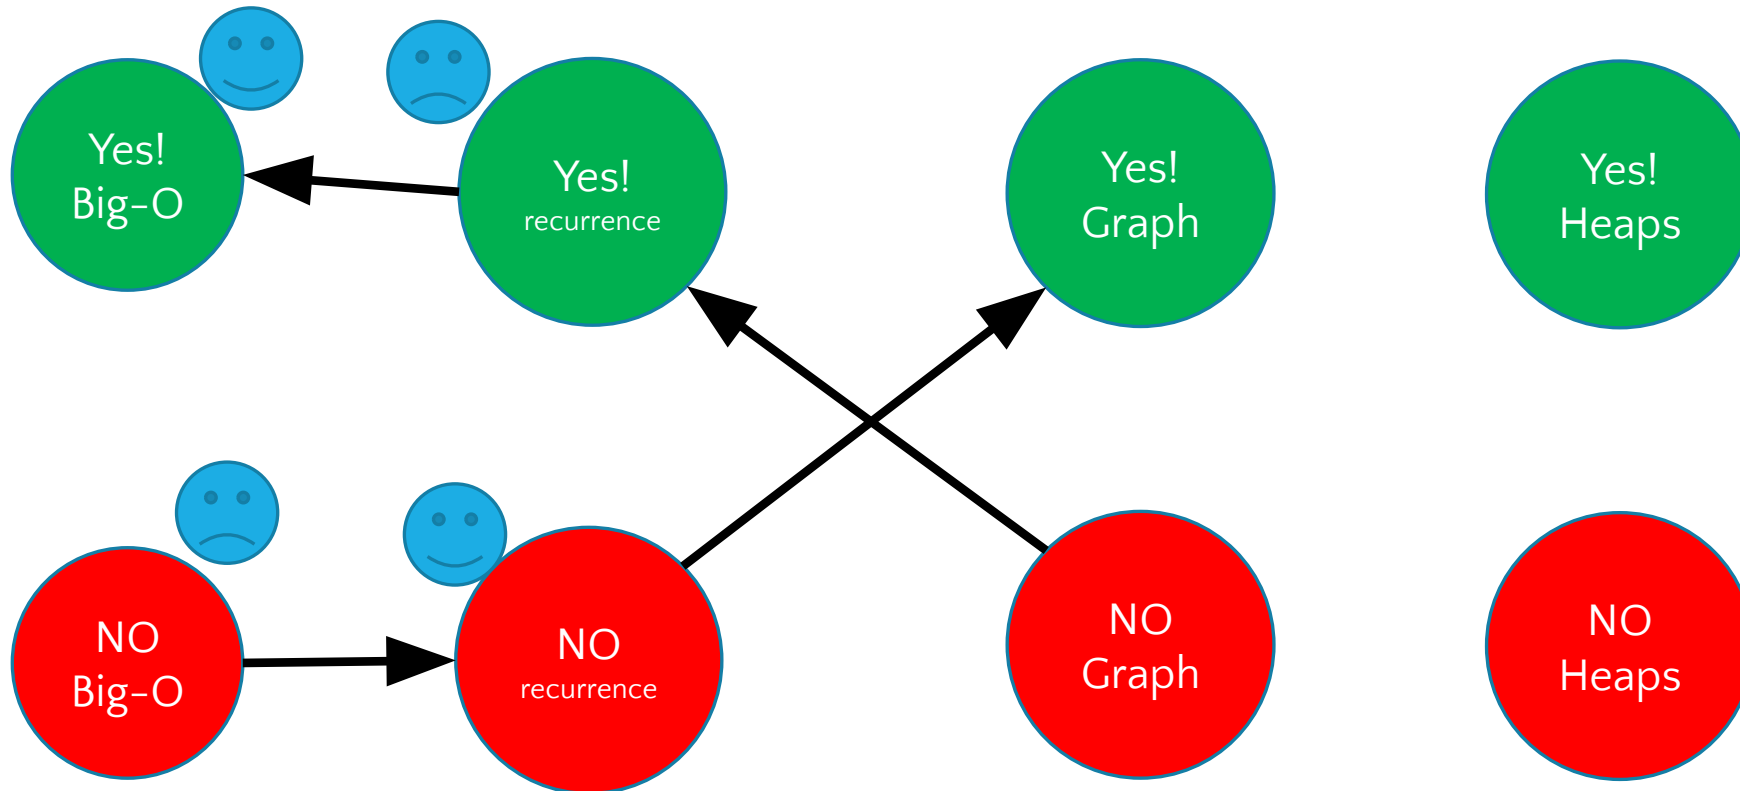 Yes!
Big-O
Yes!
recurrence
Yes!
Graph
Yes!
Heaps
NO
Big-O
NO
recurrence
NO
Graph
NO
Heaps